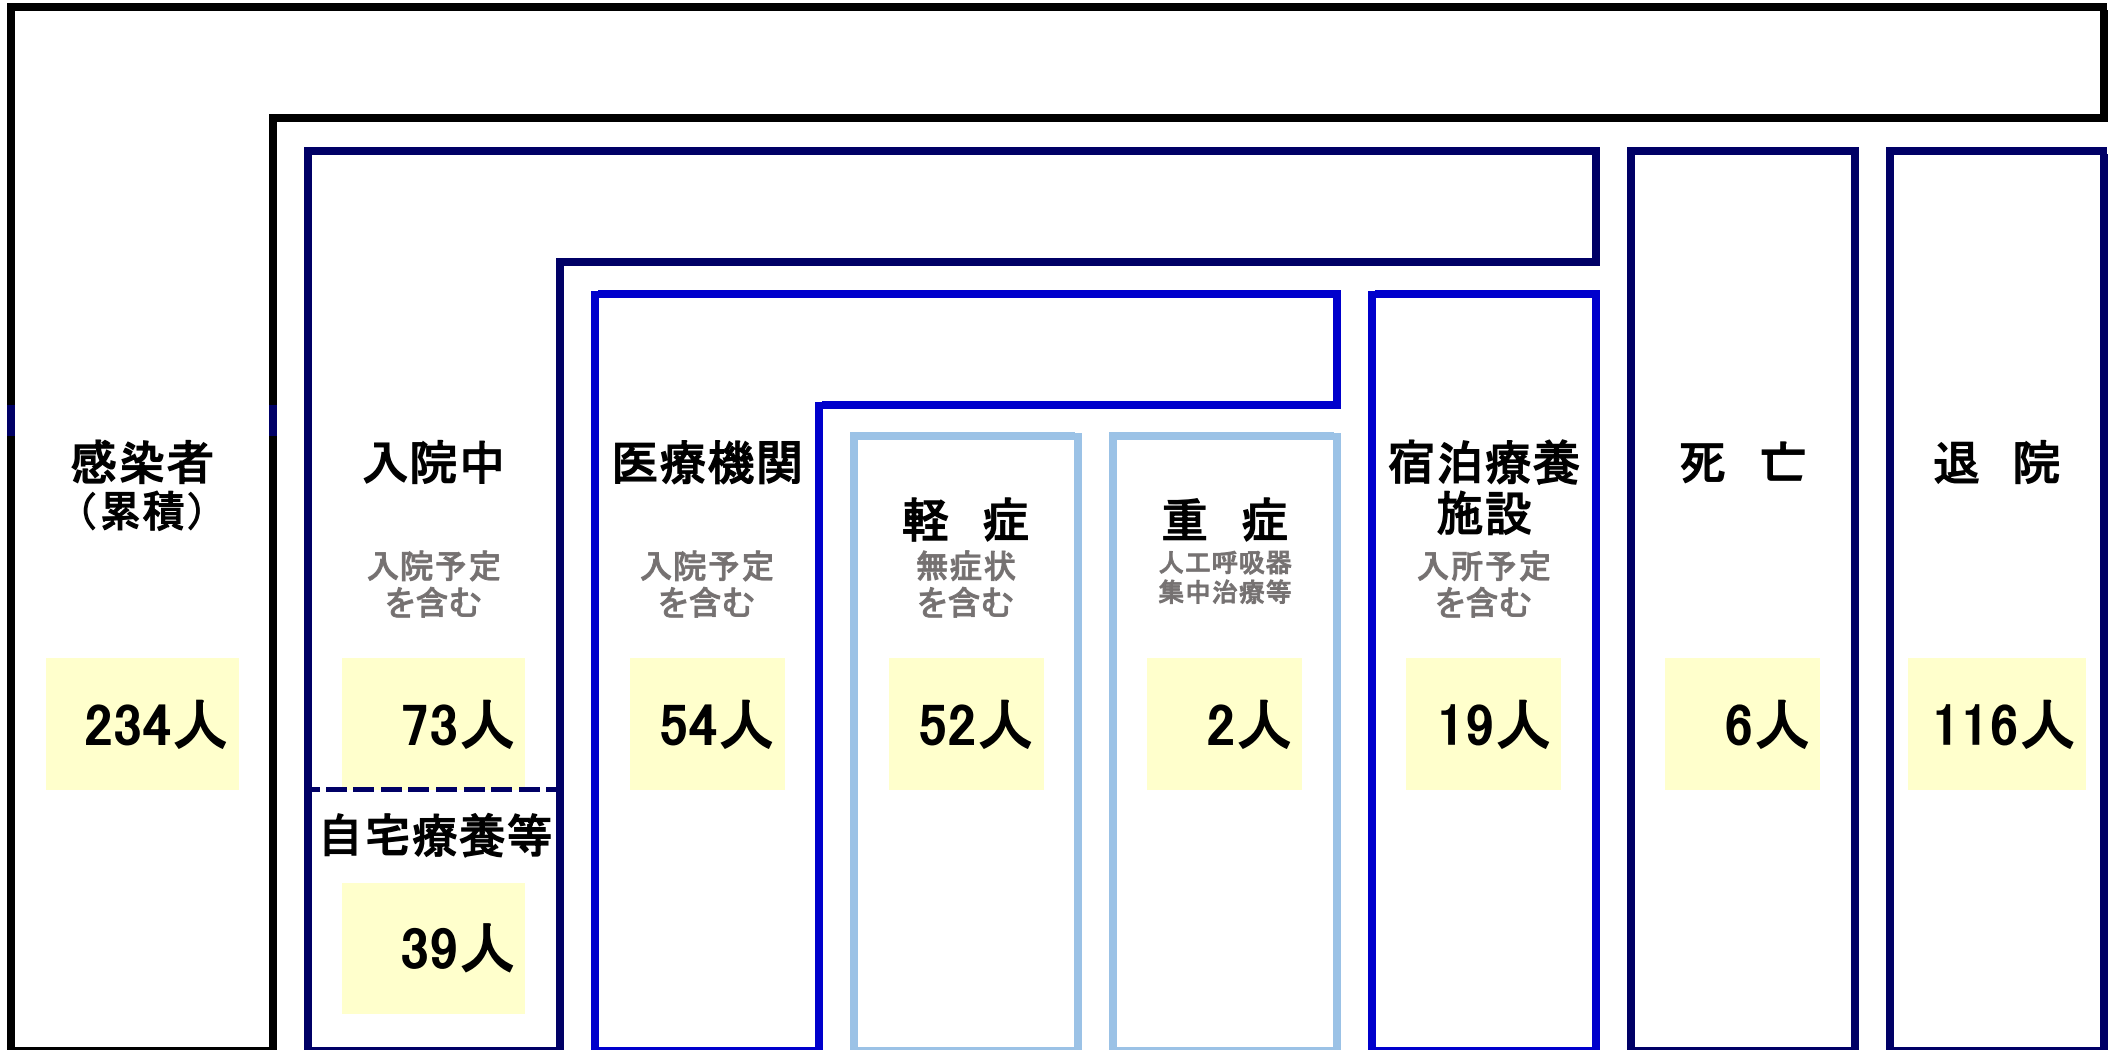 感染者
（累積）
234人
入院中
入院予定
を含む
73人
自宅療養等
39人
医療機関
入院予定
を含む
54人
軽　症
無症状
を含む
52人
重　症
人工呼吸器
集中治療等
2人
宿泊療養
施設
入所予定
を含む
19人
死　亡
6人
退　院
116人